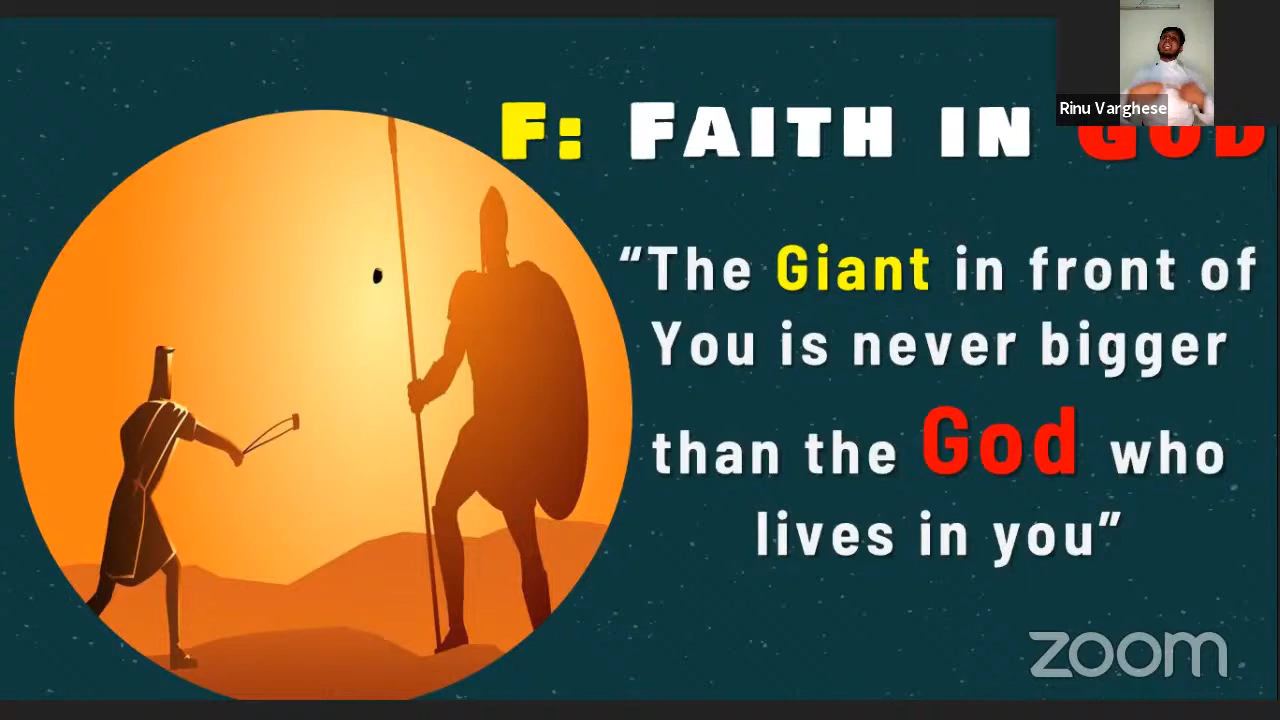 Rinu Varghese
F: FAITH IN GOD
“The Giant in front of
You is never bigger
than the God who
lives in you”
zoom